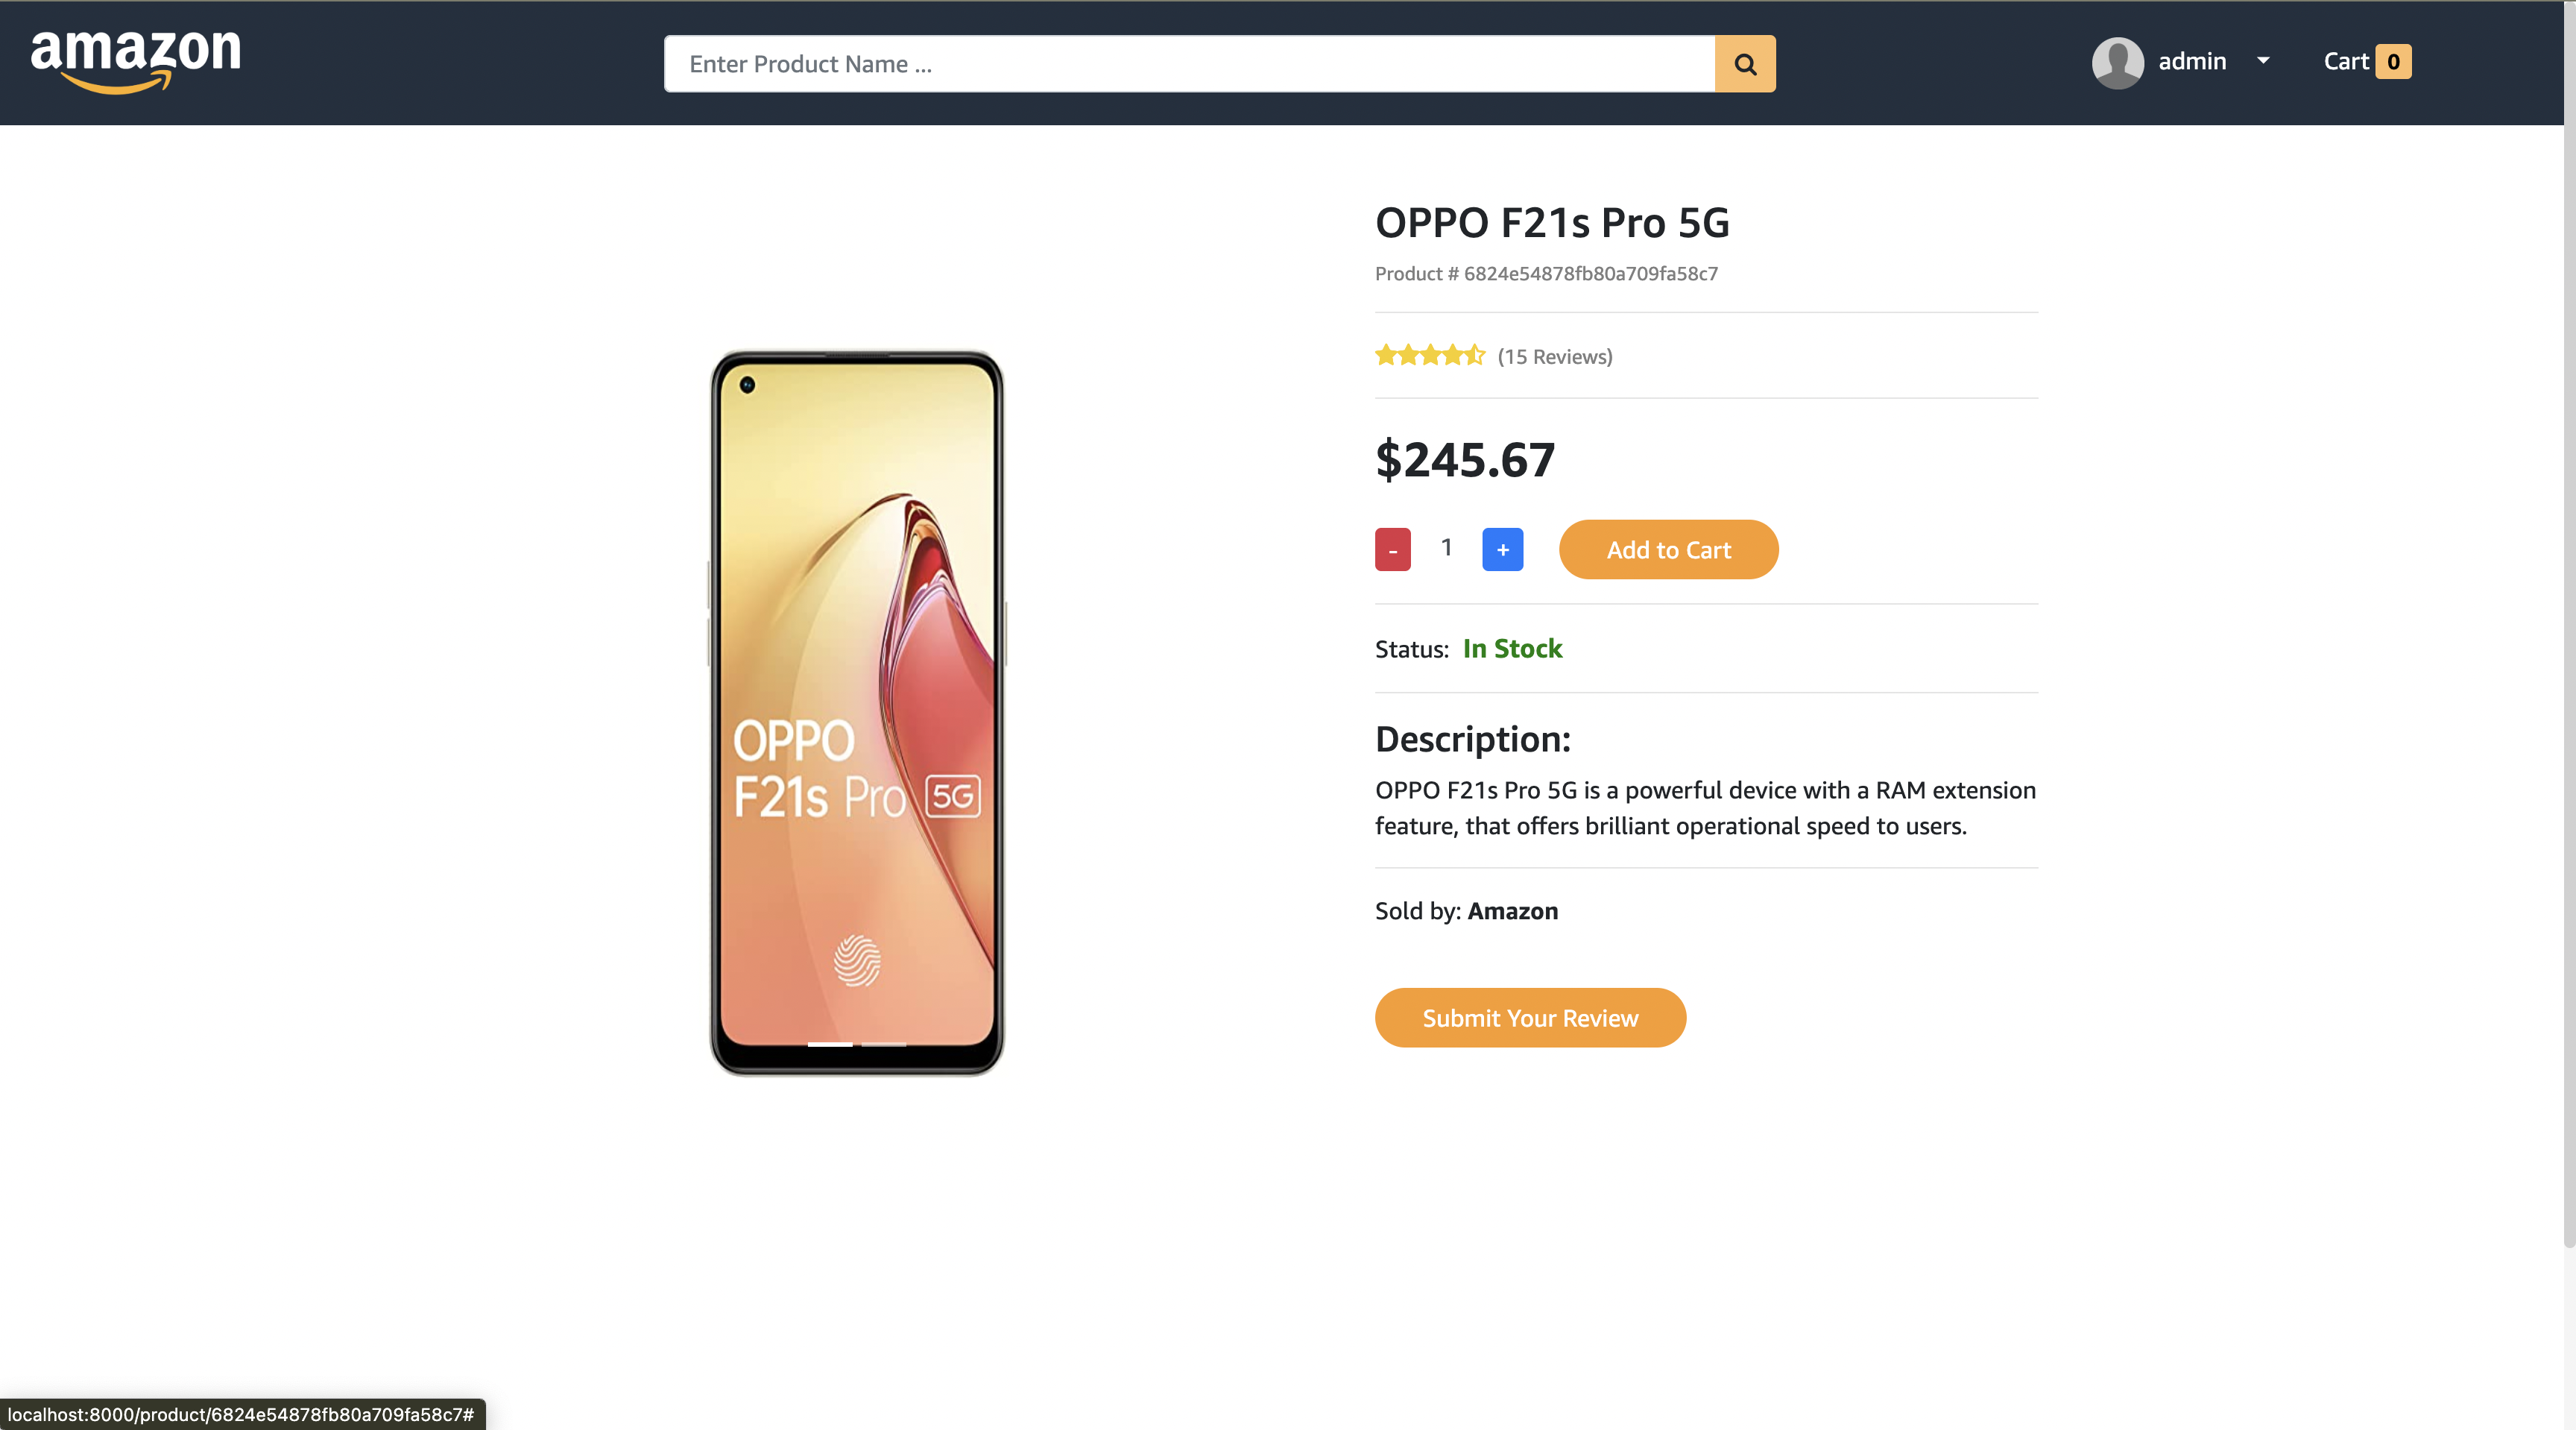 amazon
Enter Product Name ...
admin
Cart 0
OPPO F21s Pro 5G
Product # 6824e54878fb80a709fa58c7
(15 Reviews)
$245.67
- 1 + Add to Cart
Status: In Stock
OPPO
F21s Pro 5G
Description:
OPPO F21s Pro 5G is a powerful device with a RAM extension
feature, that offers brilliant operational speed to users.
Sold by: Amazon
Submit Your Review
localhost:8000/product/6824e54878fb80a709fa58c7#